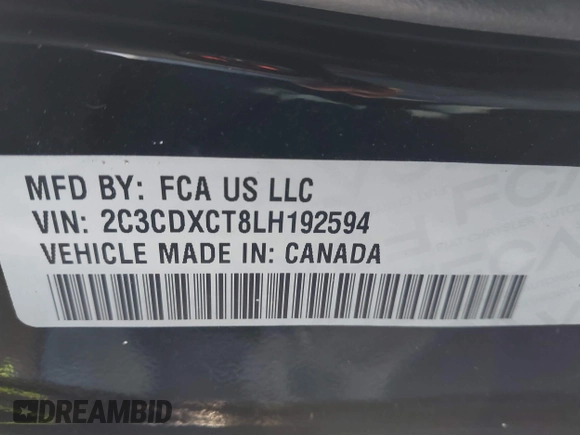 MFD BY: FCA US LLC
VIN: 2C3CDXCT8LH192594
VEHICLE MADE IN: CANADA
DREAMBID